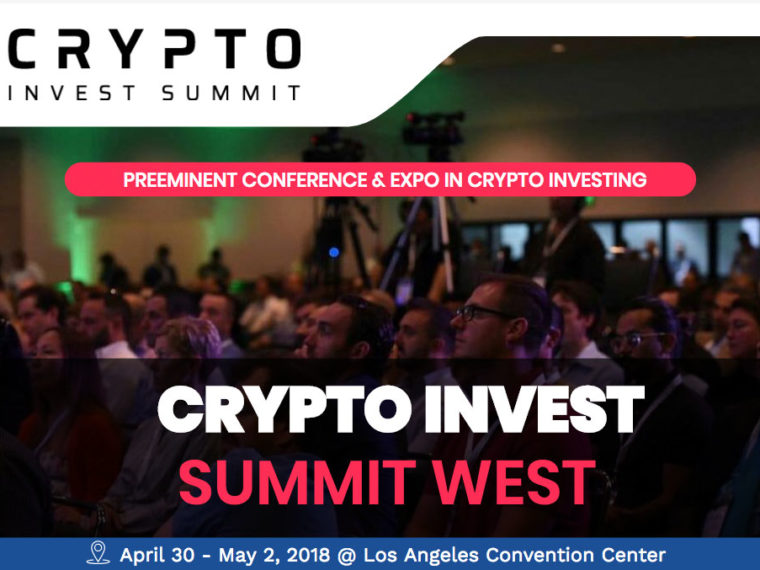 CRYPTO
INVEST SUMMIT
PREEMINENT CONFERENCE & EXPO IN CRYPTO INVESTING
CRYPTO INVEST
SUMMIT WEST
April 30 - May 2, 2018 @ Los Angeles Convention Center